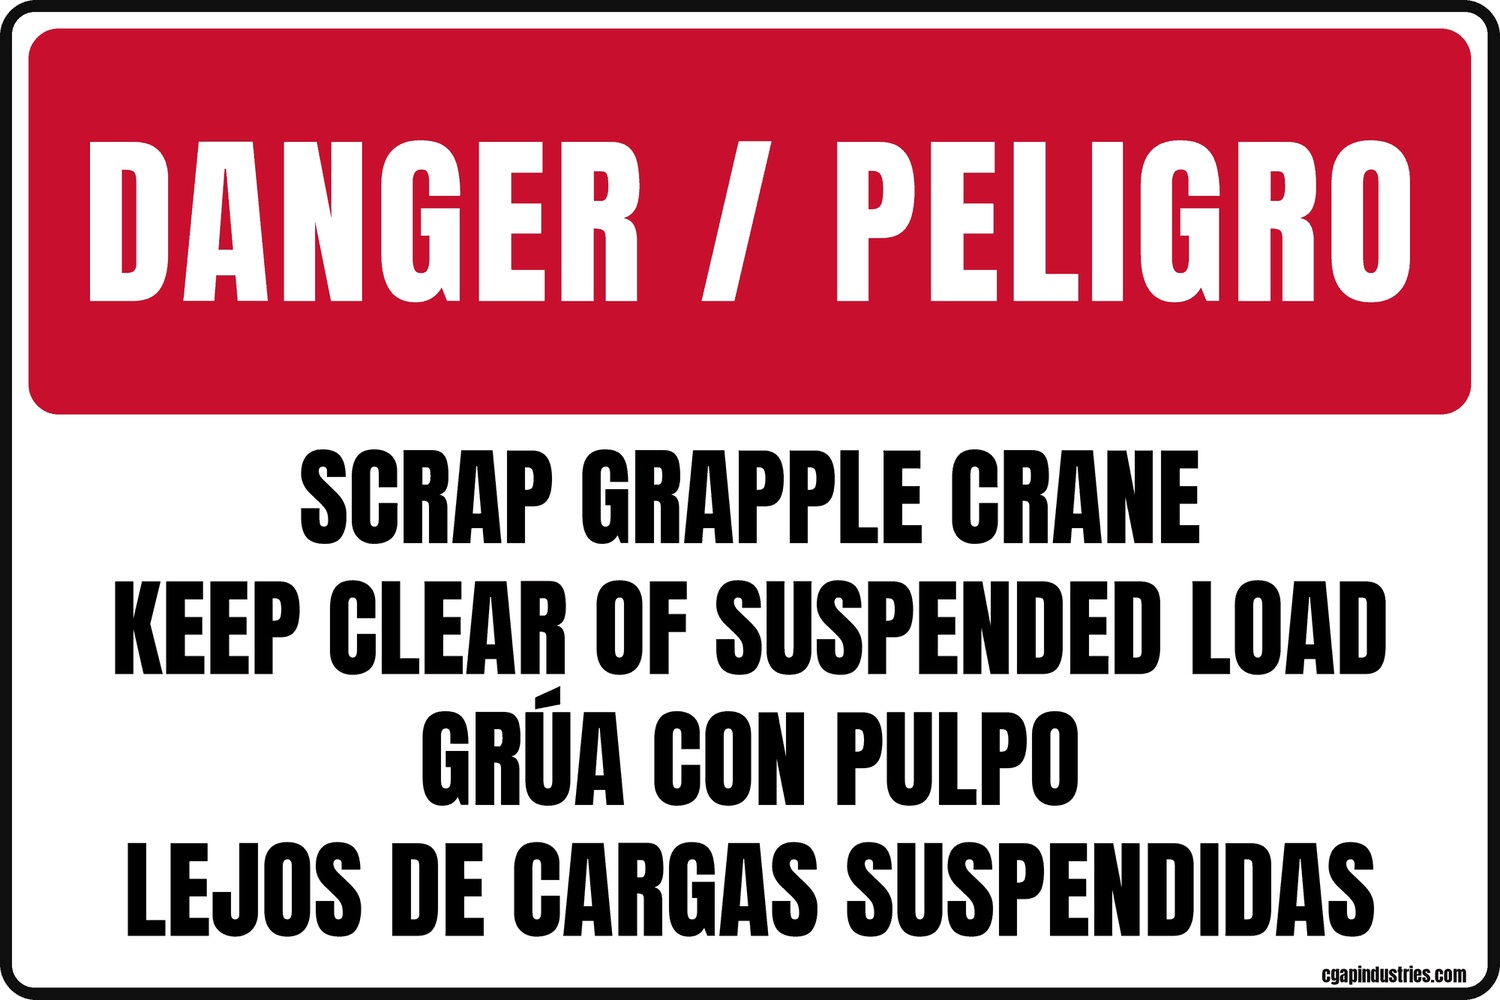 DANGER / PELIGRO
SCRAP GRAPPLE CRANE
KEEP CLEAR OF SUSPENDED LOAD
GRÚA CON PULPO
LEJOS DE CARGAS SUSPENDIDAS
cgapindustries.com